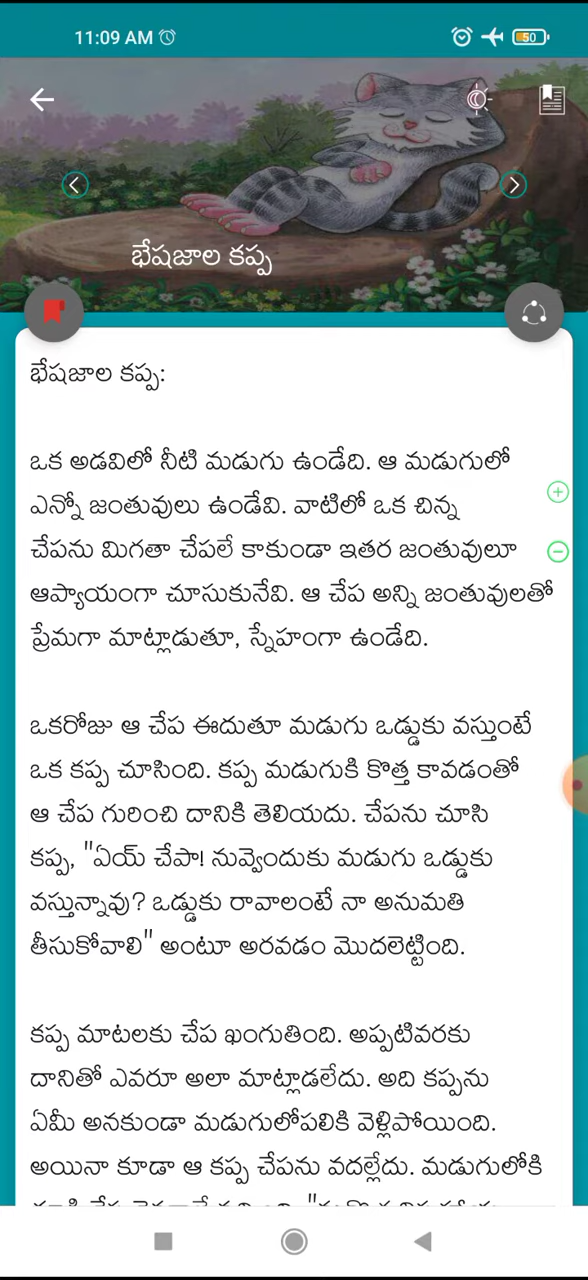 11:09 AM
50
భేషజాల కప్ప
భేషజాల కప్ప:
ఒక అడవిలో నీటి మడుగు ఉండేది. ఆ మడుగులో
ఎన్నో జంతువులు ఉండేవి. వాటిలో ఒక చిన్న
చేపను మిగతా చేపలే కాకుండా ఇతర జంతువులూ
ఆప్యాయంగా చూసుకునేవి. ఆ చేప అన్ని జంతువులతో
ప్రేమగా మాట్లాడుతూ, స్నేహంగా ఉండేది.
ఒకరోజు ఆ చేప ఈదుతూ మడుగు ఒడ్డుకు వస్తుంటే
ఒక కప్ప చూసింది. కప్ప మడుగుకి కొత్త కావడంతో
ఆ చేప గురించి దానికి తెలియదు. చేపను చూసి
కప్ప, "ఏయ్ చేపా! నువ్వెందుకు మడుగు ఒడ్డుకు
వస్తున్నావు? ఒడ్డుకు రావాలంటే నా అనుమతి
తీసుకోవాలి" అంటూ అరవడం మొదలెట్టింది.
కప్ప మాటలకు చేప ఖంగుతింది. అప్పటివరకు
దానితో ఎవరూ అలా మాట్లాడలేదు. అది కప్పను
ఏమీ అనకుండా మడుగులోపలికి వెళ్లిపోయింది.
అయినా కూడా ఆ కప్ప చేపను వదల్లేదు. మడుగులోకి